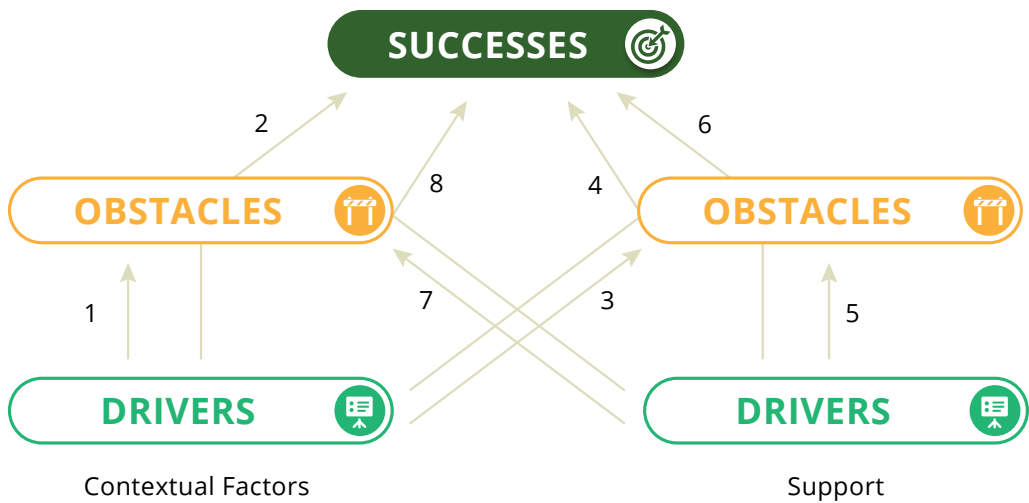 SUCCESSES
2
6
8
4
OBSTACLES
OBSTACLES
7
3
1
5
DRIVERS
DRIVERS
Contextual Factors
Support